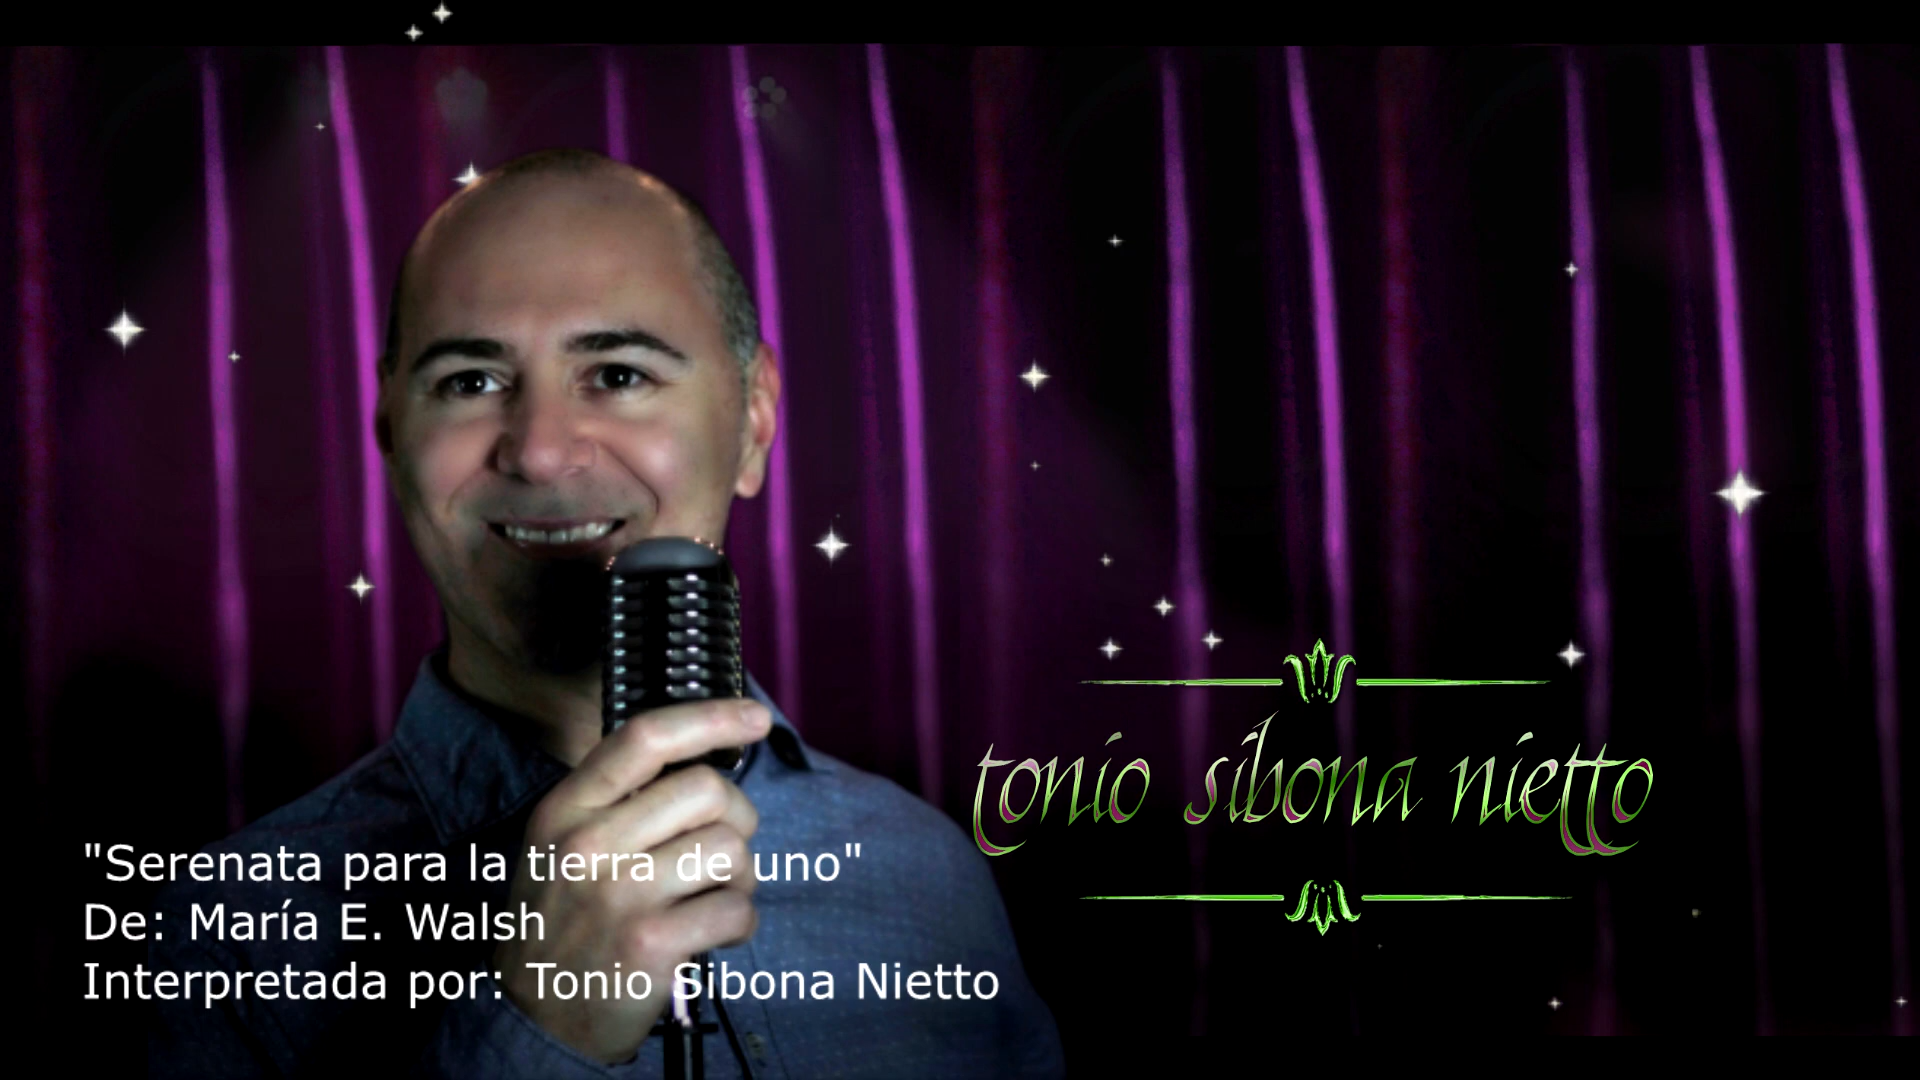 "Serenata para la tierra de uno"
De: María E. Walsh
Interpretada por: Tonio Sibona Nietto
tonio sibona nietto